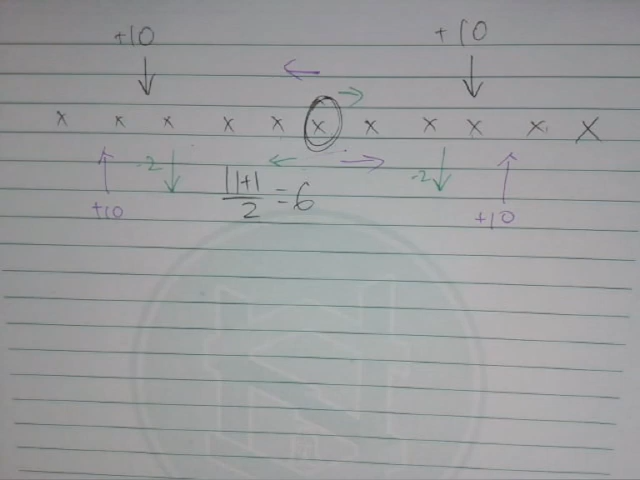 +10 +10
x x x x x x x x x x x
-2 -2
+10 11+1/2 = 6 +10